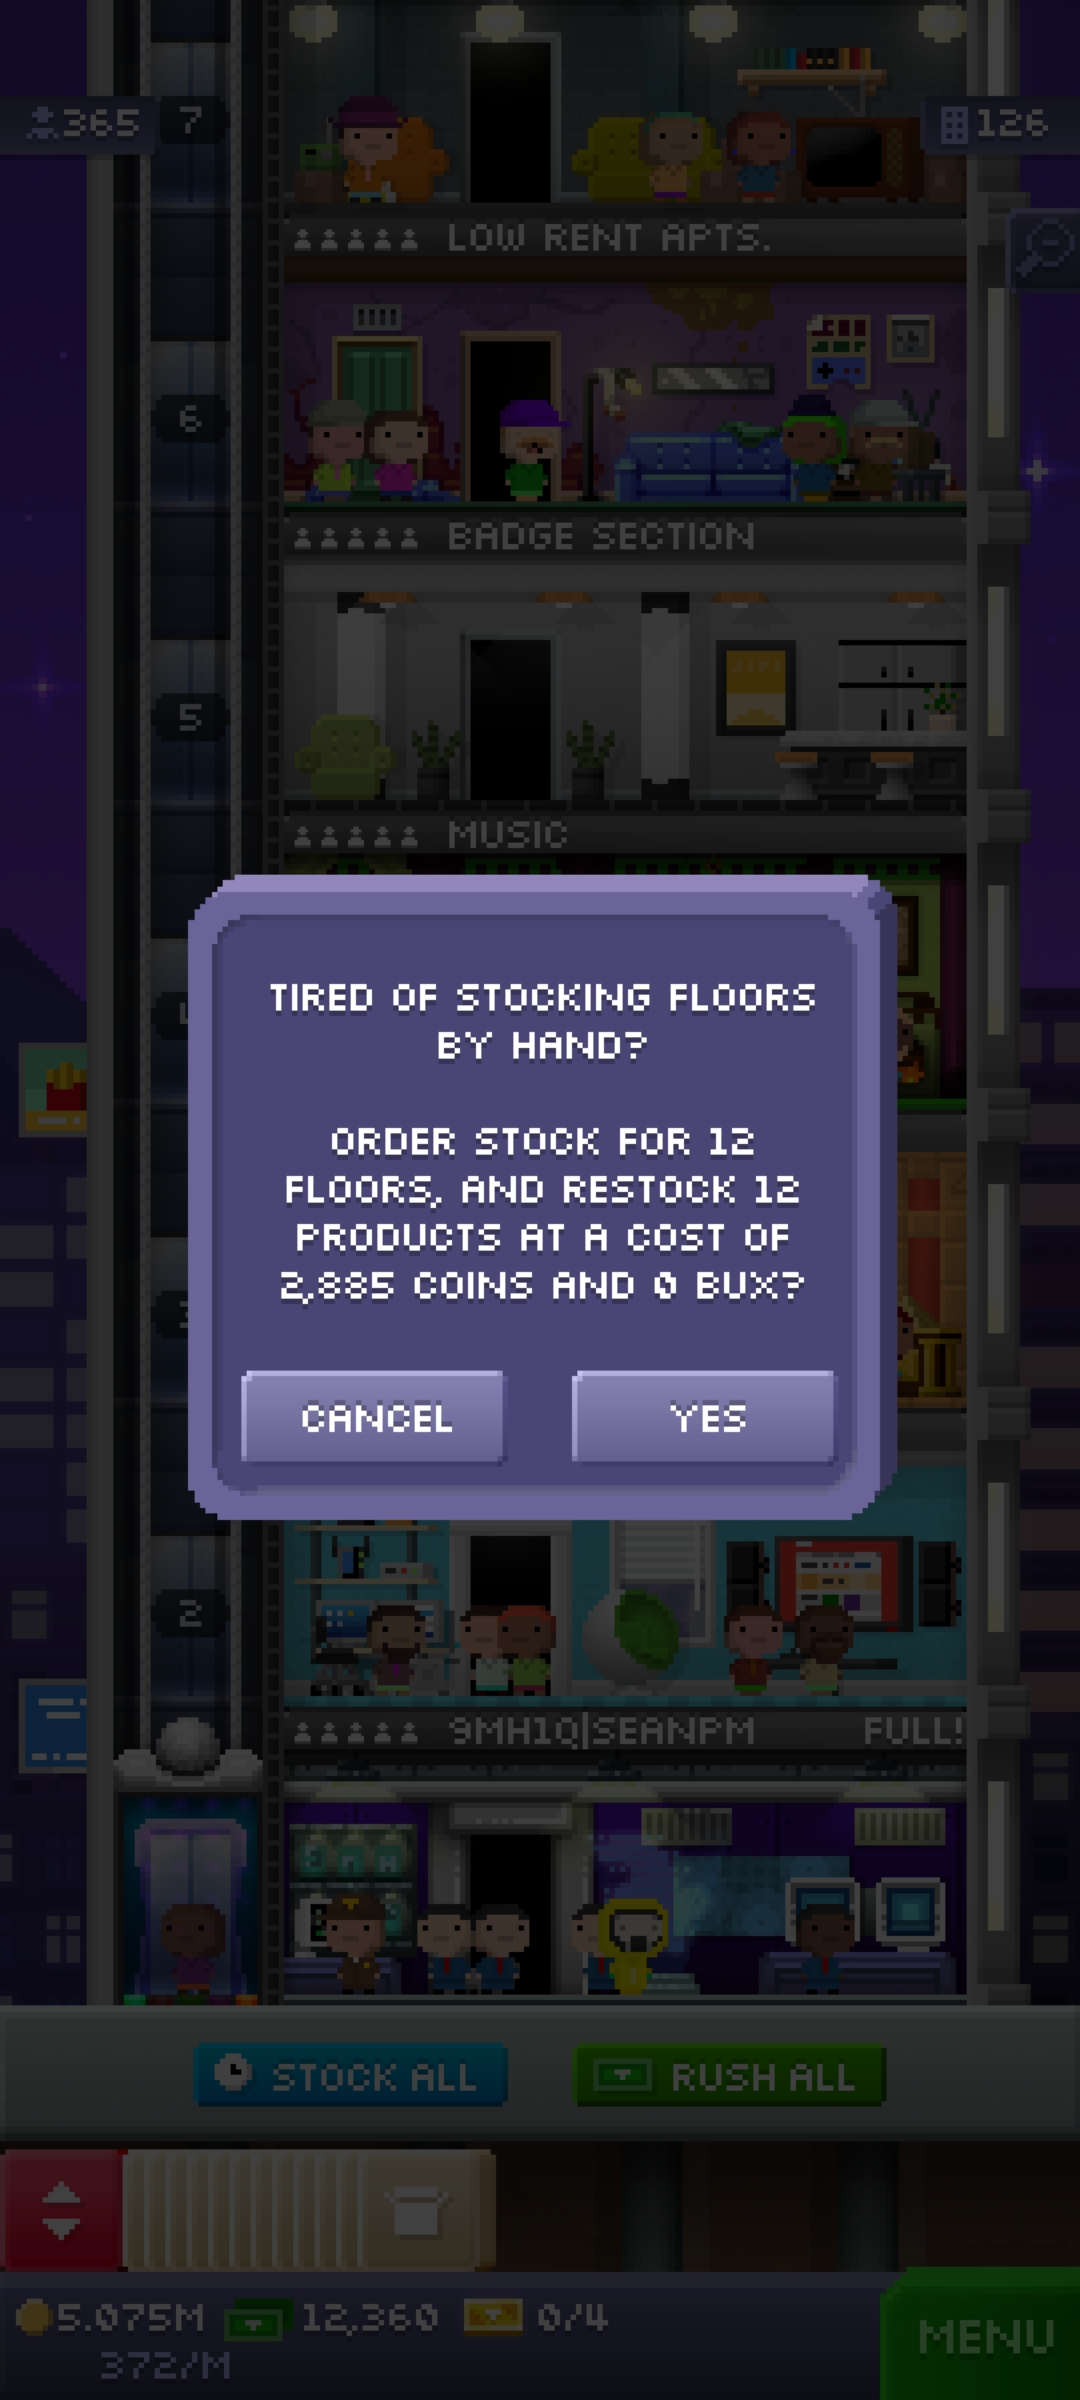 365
7
126
LOW RENT APTS.
6
BADGE SECTION
5
MUSIC
TIRED OF STOCKING FLOORS
BY HAND?
ORDER STOCK FOR 12
FLOORS, AND RESTOCK 12
PRODUCTS AT A COST OF
2,885 COINS AND 0 BUX?
CANCEL
YES
2
9MH1Q|SEANPM
FULL!
STOCK ALL
RUSH ALL
5.075M
12,360
0/4
372/M
MENU